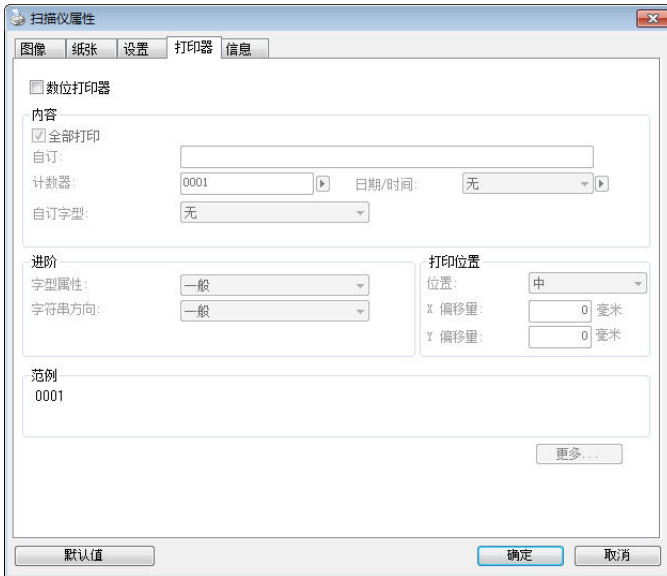 扫描仪属性
图像 纸张 设置 打印器 信息
数位打印器
内容
全部打印
自订:
计数器: 0001 日期/时间: 无
自订字型: 无
进阶 打印位置
字型属性: 一般 位置: 中
字符串方向: 一般 X 偏移量: 0 毫米
Y 偏移量: 0 毫米
范例
0001
更多...
默认值 确定 取消